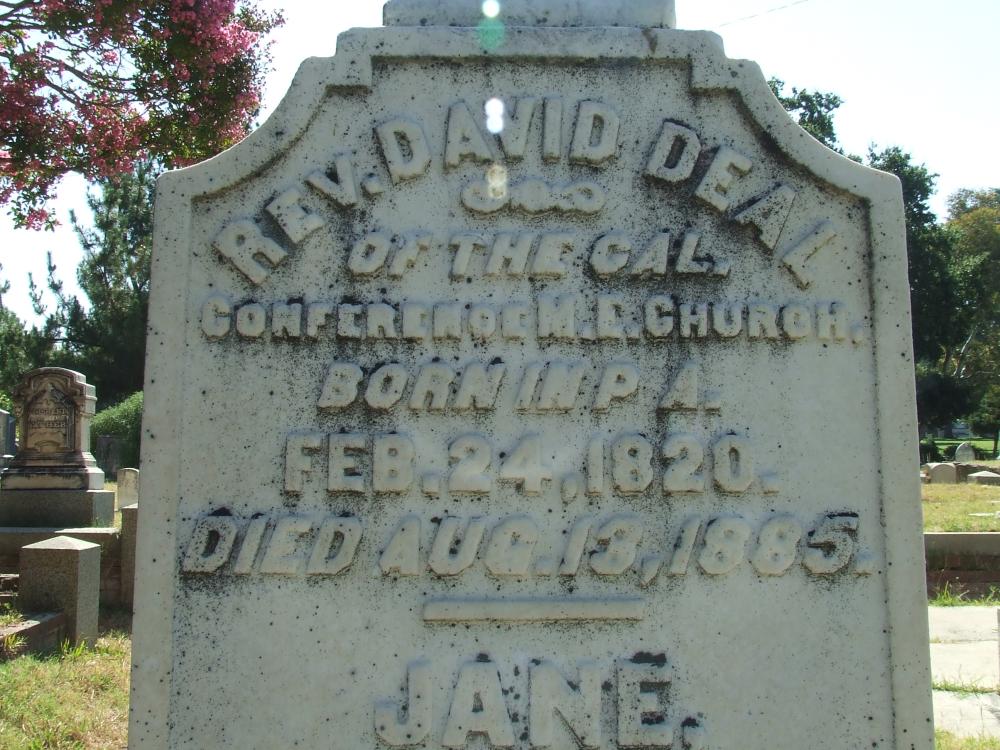 REV. DAVID DEAL
OF THE CAL.
CONFERENCE M.E. CHURCH.
BORN IN P A.
FEB. 24, 1820.
DIED AUG. 13, 1885.
JANE.